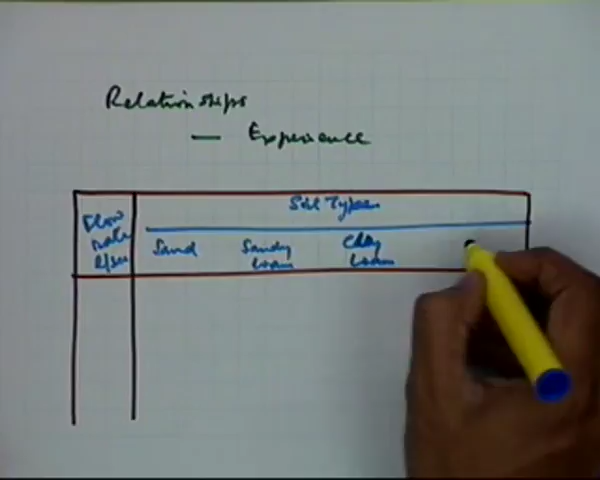 Relationships
— Experience
Soil Types
Flow
rate
l/sec
Sand
Sandy
loam
Clay
loam